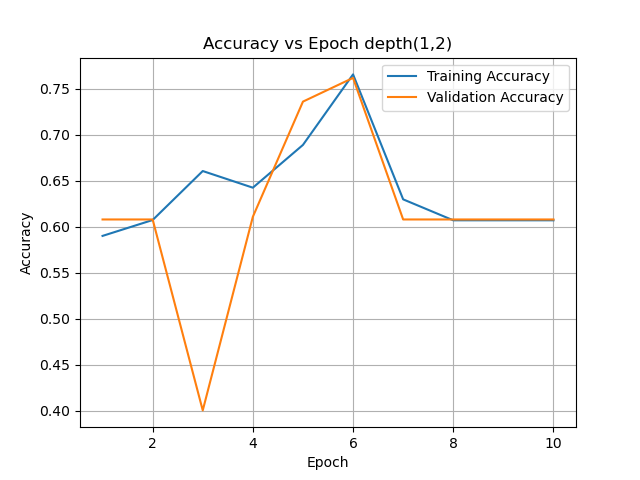 Accuracy vs Epoch depth(1,2)
Training Accuracy
Validation Accuracy
0.75
0.70
0.65
0.60
0.55
0.50
0.45
0.40
Accuracy
2 4 6 8 10
Epoch